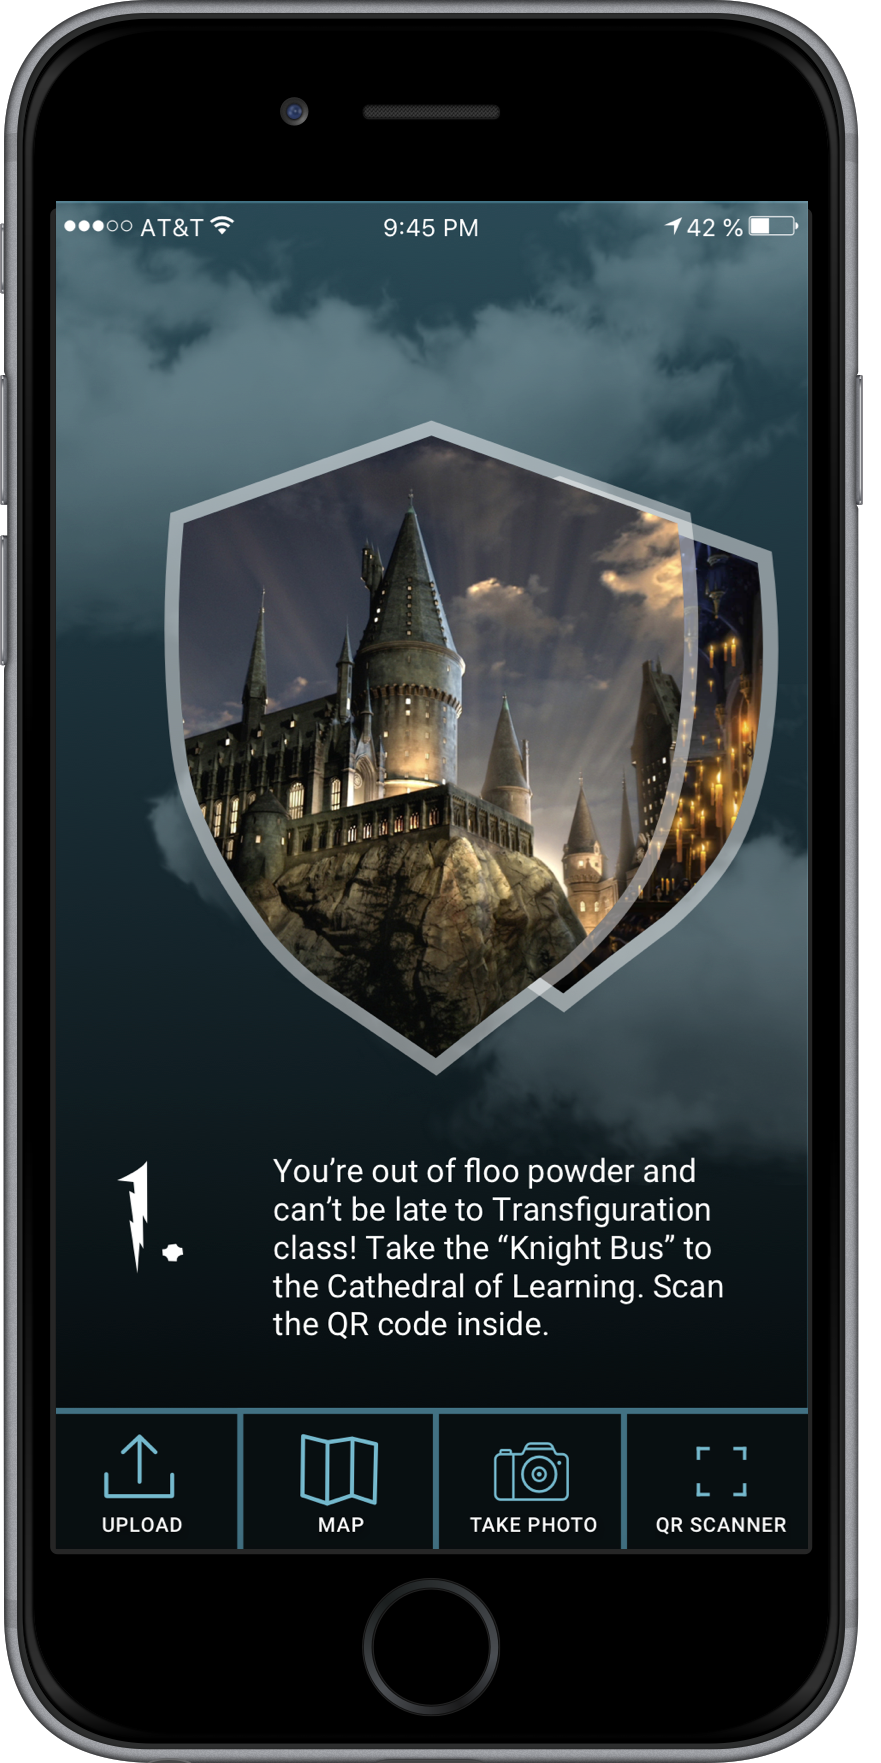 AT&T 9:45 PM 42 %
1. You’re out of floo powder and
can’t be late to Transfiguration
class! Take the “Knight Bus” to
the Cathedral of Learning. Scan
the QR code inside.
UPLOAD MAP TAKE PHOTO QR SCANNER